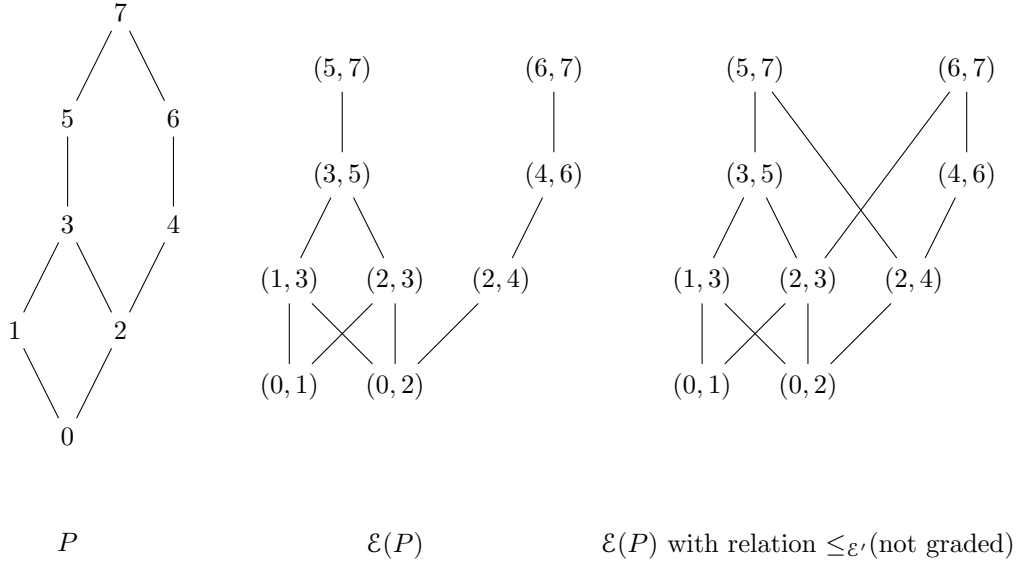 7
(5, 7) (6, 7) (5, 7) (6, 7)
5 6
(3, 5) (4, 6) (3, 5) (4, 6)
3 4
(1, 3) (2, 3) (2, 4) (1, 3) (2, 3) (2, 4)
1 2
(0, 1) (0, 2) (0, 1) (0, 2)
0
P ℰ(P) ℰ(P) with relation ≤ℰ′(not graded)